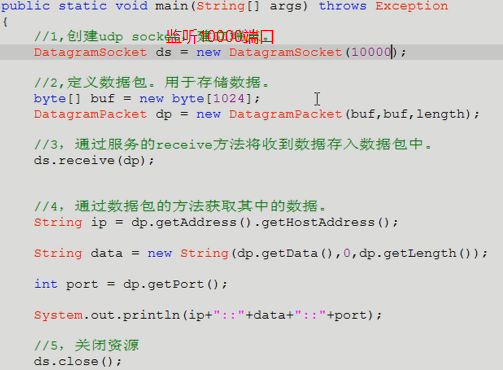 public static void main(String[] args) throws Exception
{
//1,创建udp socket,
监听10000端口
DatagramSocket ds = new DatagramSocket(10000);
//2,定义数据包。用于存储数据。
byte[] buf = new byte[1024];
DatagramPacket dp = new DatagramPacket(buf,buf,length);
//3，通过服务的receive方法将收到数据存入数据包中。
ds.receive(dp);
//4，通过数据包的方法获取其中的数据。
String ip = dp.getAddress().getHostAddress();
String data = new String(dp.getData(),0,dp.getLength());
int port = dp.getPort();
System.out.println(ip+"::"+data+"::"+port);
//5，关闭资源
ds.close();